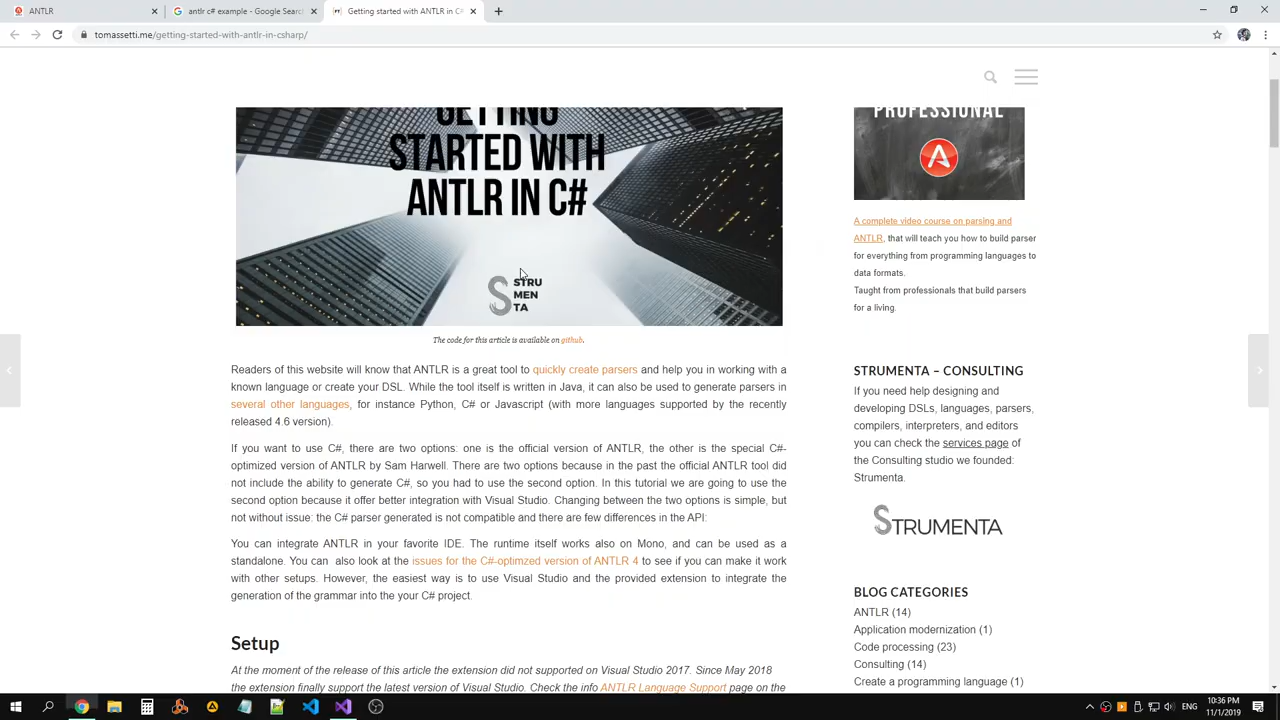 ANTLR
antlr c# example - Google Searc
Getting started with antlr in C#
tomassetti.me/getting-started-with-antlr-in-csharp/
GETTING
STARTED WITH
ANTLR IN C#
STRU
MEN
TA
The code for this article is available on github.
Readers of this website will know that ANTLR is a great tool to quickly create parsers and help you in working with a
known language or create your DSL. While the tool itself is written in Java, it can also be used to generate parsers in
several other languages, for instance Python, C# or Javascript (with more languages supported by the recently
released 4.6 version).
If you want to use C#, there are two options: one is the official version of ANTLR, the other is the special C#-
optimized version of ANTLR by Sam Harwell. There are two options because in the past the official ANTLR tool did
not include the ability to generate C#, so you had to use the second option. In this tutorial we are going to use the
second option because it offer better integration with Visual Studio. Changing between the two options is simple, but
not without issue: the C# parser generated is not compatible and there are few differences in the API:
You can integrate ANTLR in your favorite IDE. The runtime itself works also on Mono, and can be used as a
standalone. You can also look at the issues for the C#-optimzed version of ANTLR 4 to see if you can make it work
with other setups. However, the easiest way is to use Visual Studio and the provided extension to integrate the
generation of the grammar into the your C# project.
Setup
At the moment of the release of this article the extension did not supported on Visual Studio 2017. Since May 2018
the extension finally support the latest version of Visual Studio. Check the info ANTLR Language Support page on the
PROFESSIONAL
A complete video course on parsing and
ANTLR, that will teach you how to build parser
for everything from programming languages to
data formats.
Taught from professionals that build parsers
for a living.
STRUMENTA – CONSULTING
If you need help designing and
developing DSLs, languages, parsers,
compilers, interpreters, and editors
you can check the services page of
the Consulting studio we founded:
Strumenta.
STRUMENTA
BLOG CATEGORIES
ANTLR (14)
Application modernization (1)
Code processing (23)
Consulting (14)
Create a programming language (1)
ENG
10:36 PM
11/1/2019